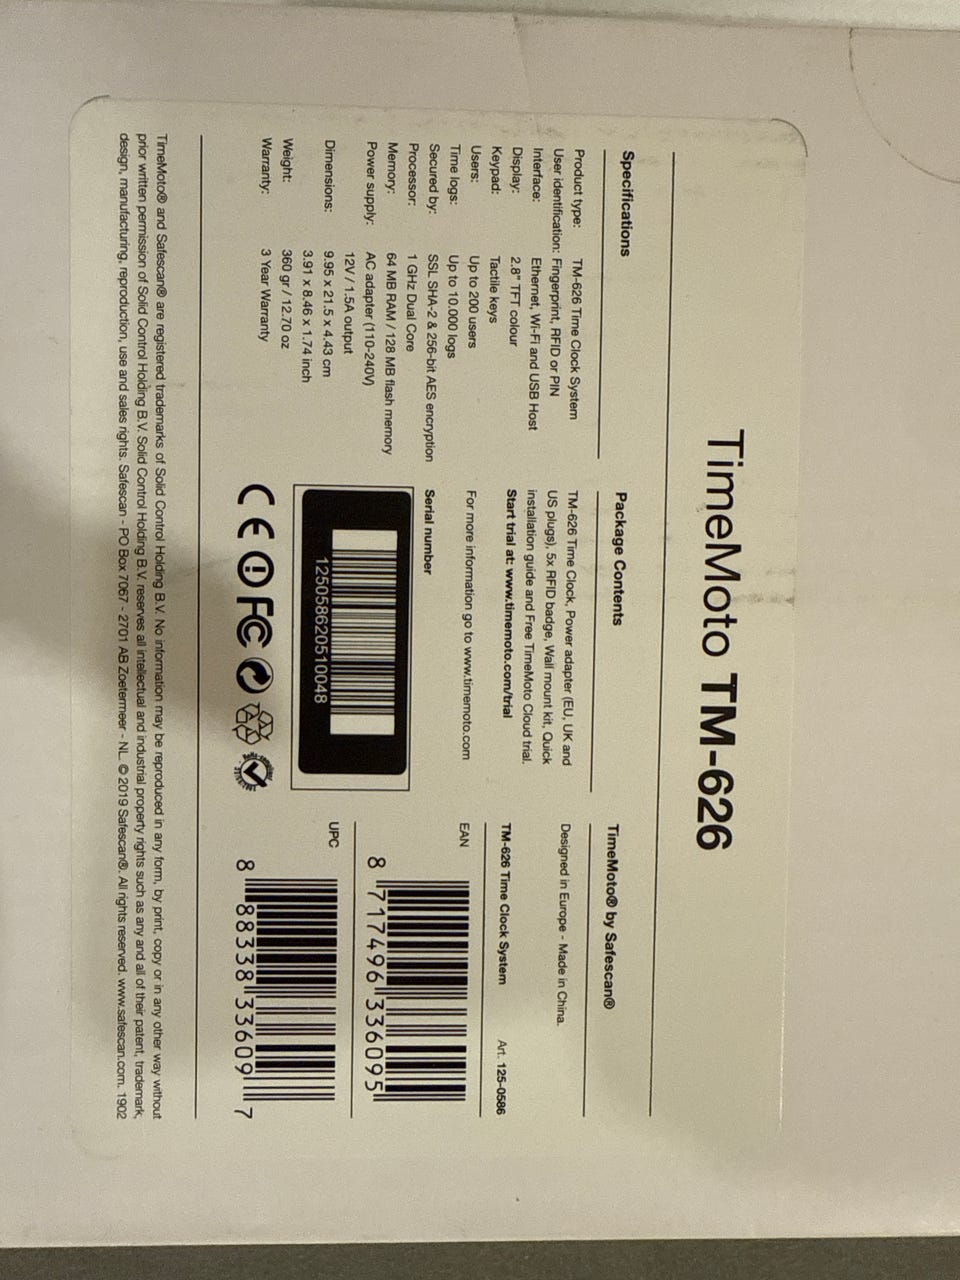 TimeMoto TM-626
Specifications
Product type: TM-626 Time Clock System
User identification: Fingerprint, RFID or PIN
Interface: Ethernet, Wi-Fi and USB Host
Display: 2.8" TFT colour
Keypad: Tactile keys
Users: Up to 200 users
Time logs: Up to 10.000 logs
Secured by: SSL SHA-2 & 256-bit AES encryption
Processor: 1 GHz Dual Core
Memory: 64 MB RAM / 128 MB flash memory
Power supply: AC adapter (110-240V)
12V / 1.5A output
Dimensions: 9.95 x 21.5 x 4.43 cm
3.91 x 8.46 x 1.74 inch
Weight: 360 gr / 12.70 oz
Warranty: 3 Year Warranty
Package Contents
TM-626 Time Clock, Power adapter (EU, UK and
US plugs), 5x RFID badge, Wall mount kit, Quick
installation guide and Free TimeMoto Cloud trial.
Start trial at: www.timemoto.com/trial
For more information go to www.timemoto.com
Serial number
125058620510048
CE FC
TimeMoto® by Safescan®
Designed in Europe - Made in China.
TM-626 Time Clock System Art. 125-0586
EAN
8 717496 336095
UPC
8 88338 33609 7
TimeMoto® and Safescan® are registered trademarks of Solid Control Holding B.V. No information may be reproduced in any form, by print, copy or in any other way without
prior written permission of Solid Control Holding B.V. Solid Control Holding B.V. reserves all intellectual and industrial property rights such as any and all of their patent, trademark,
design, manufacturing, reproduction, use and sales rights. Safescan - PO Box 7067 - 2701 AB Zoetermeer - NL. © 2019 Safescan®. All rights reserved. www.safescan.com. 1902